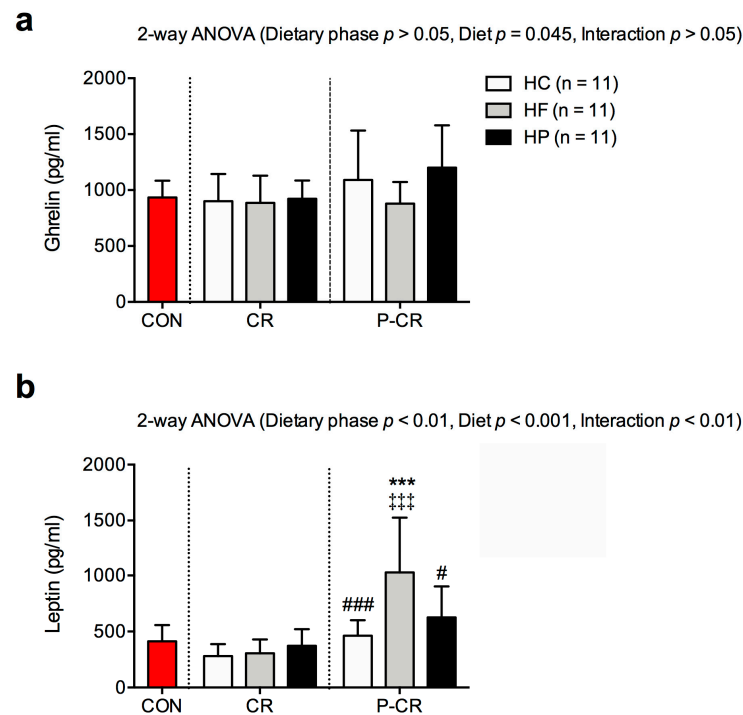 a
2-way ANOVA (Dietary phase p > 0.05, Diet p = 0.045, Interaction p > 0.05)
Ghrelin (pg/ml)
2000
1500
1000
500
0
CON
CR
P-CR
HC (n = 11)
HF (n = 11)
HP (n = 11)
b
2-way ANOVA (Dietary phase p < 0.01, Diet p < 0.001, Interaction p < 0.01)
Leptin (pg/ml)
2000
1500
1000
500
0
***
‡‡‡
###
#
CON
CR
P-CR